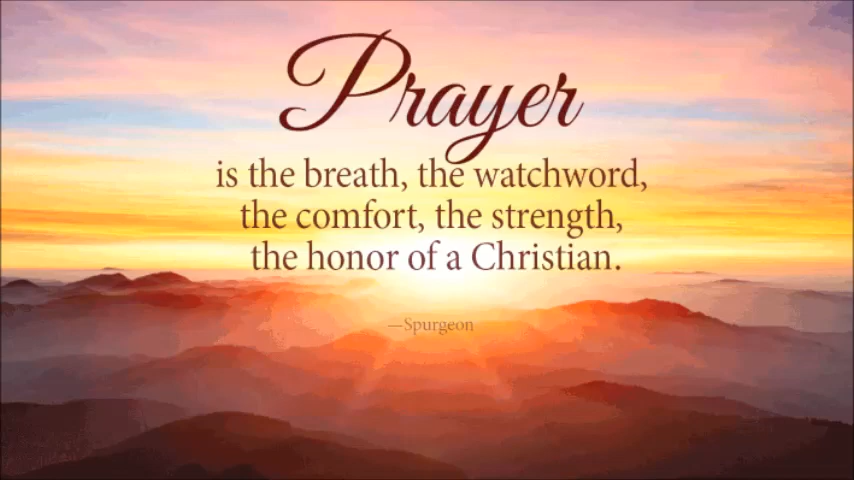 Prayer
is the breath, the watchword,
the comfort, the strength,
the honor of a Christian.
—Spurgeon